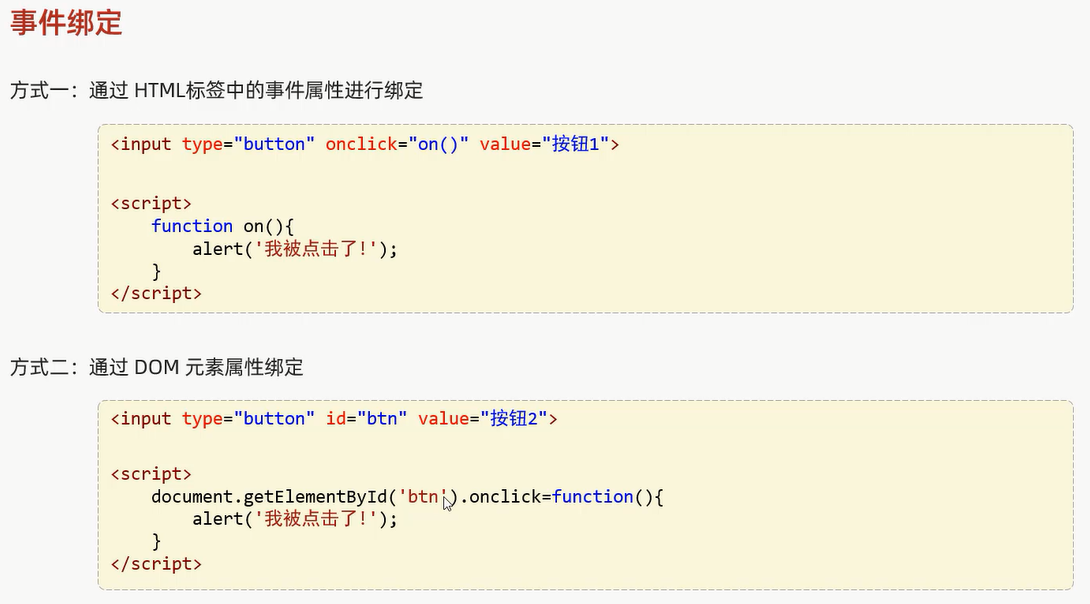 事件绑定
方式一：通过 HTML标签中的事件属性进行绑定
<input type="button" onclick="on()" value="按钮1">
<script>
    function on(){
        alert('我被点击了!');
    }
</script>
方式二：通过 DOM 元素属性绑定
<input type="button" id="btn" value="按钮2">
<script>
    document.getElementById('btn').onclick=function(){
        alert('我被点击了!');
    }
</script>